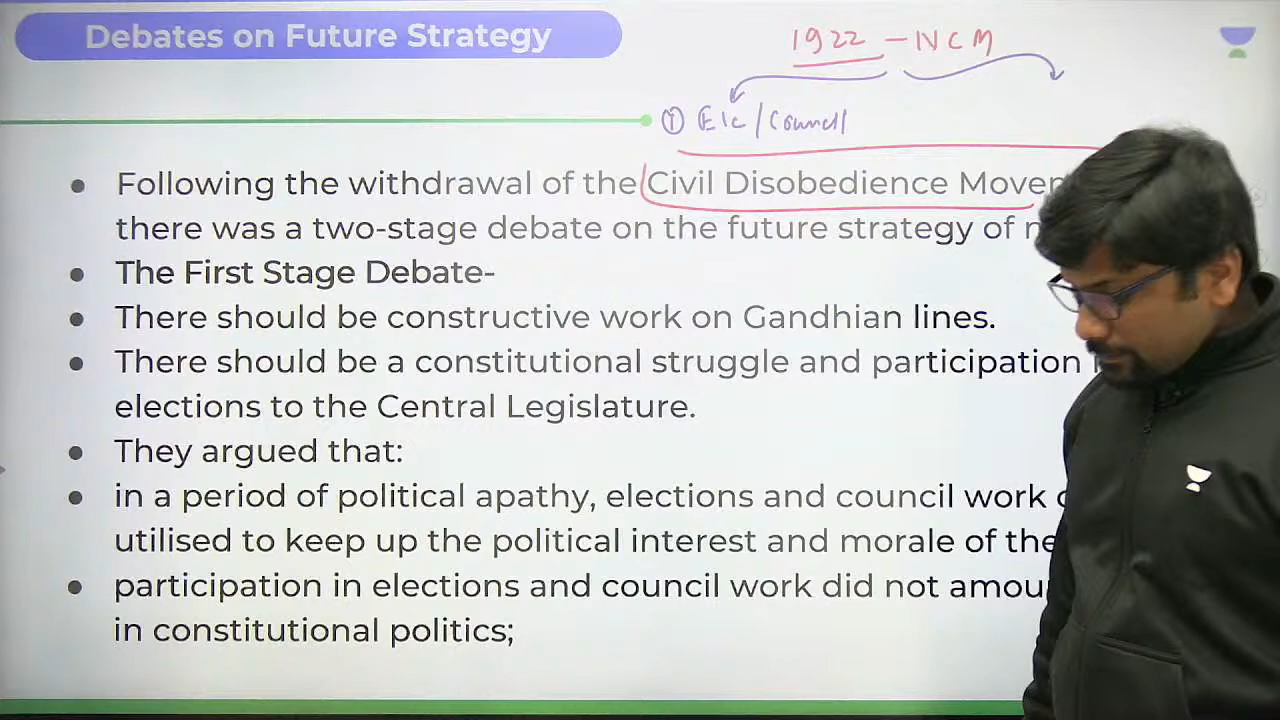 Debates on Future Strategy
1922 - NCM
① Ele/Council
Following the withdrawal of the Civil Disobedience
there was a two-stage debate on the future strategy of
The First Stage Debate-
There should be constructive work on Gandhian lines.
There should be a constitutional struggle and participation
elections to the Central Legislature.
They argued that:
in a period of political apathy, elections and council work
utilised to keep up the political interest and morale of the
participation in elections and council work did not
in constitutional politics;